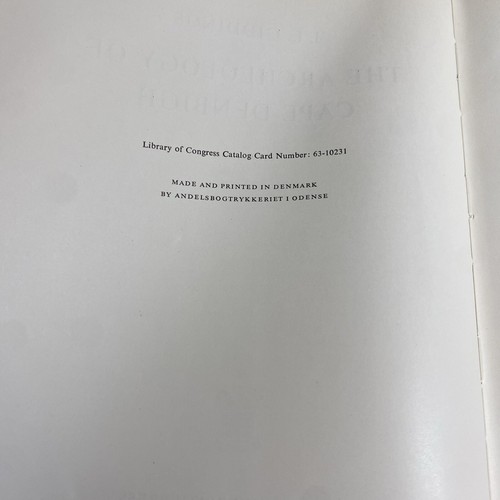 Library of Congress Catalog Card Number: 63-10231
MADE AND PRINTED IN DENMARK
BY ANDELSBOGTRYKKERIET I ODENSE